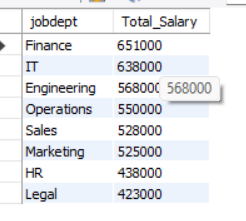 jobdept Total_Salary
Finance 651000
IT 638000
Engineering 568000 568000
Operations 550000
Sales 528000
Marketing 525000
HR 438000
Legal 423000